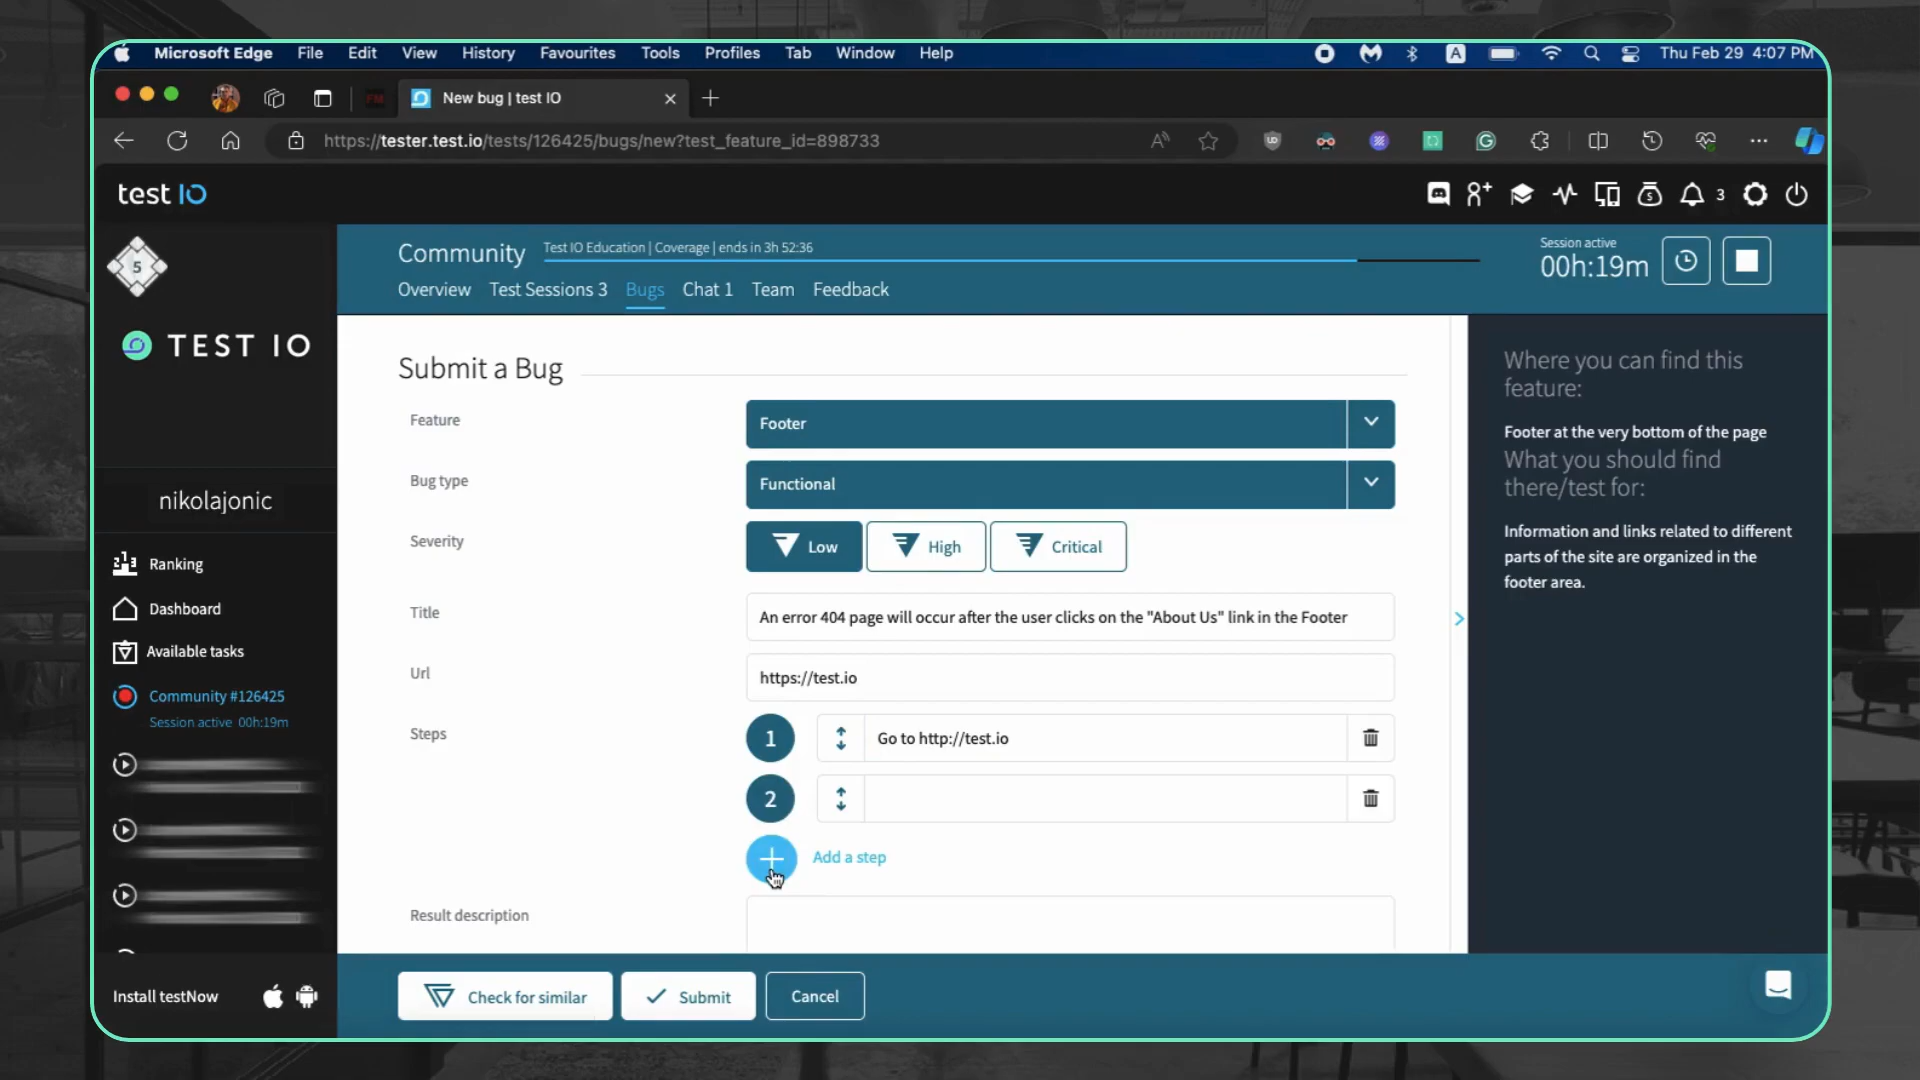 Microsoft Edge File Edit View History Favourites Tools Profiles Tab Window Help A Thu Feb 29 4:07 PM
FM New bug | test IO
https://tester.test.io/tests/126425/bugs/new?test_feature_id=898733
test IO 3
5 Community Test IO Education | Coverage | ends in 3h 52:36 Session active
00h:19m
Overview Test Sessions 3 Bugs Chat 1 Team Feedback
TEST IO
nikolajonic
Ranking
Dashboard
Available tasks
Community #126425
Session active 00h:19m
Install testNow
Submit a Bug
Feature Footer
Bug type Functional
Severity Low High Critical
Title An error 404 page will occur after the user clicks on the "About Us" link in the Footer
Url https://test.io
Steps 1 Go to http://test.io
2
Add a step
Result description
Check for similar Submit Cancel
Where you can find this
feature:
Footer at the very bottom of the page
What you should find
there/test for:
Information and links related to different
parts of the site are organized in the
footer area.